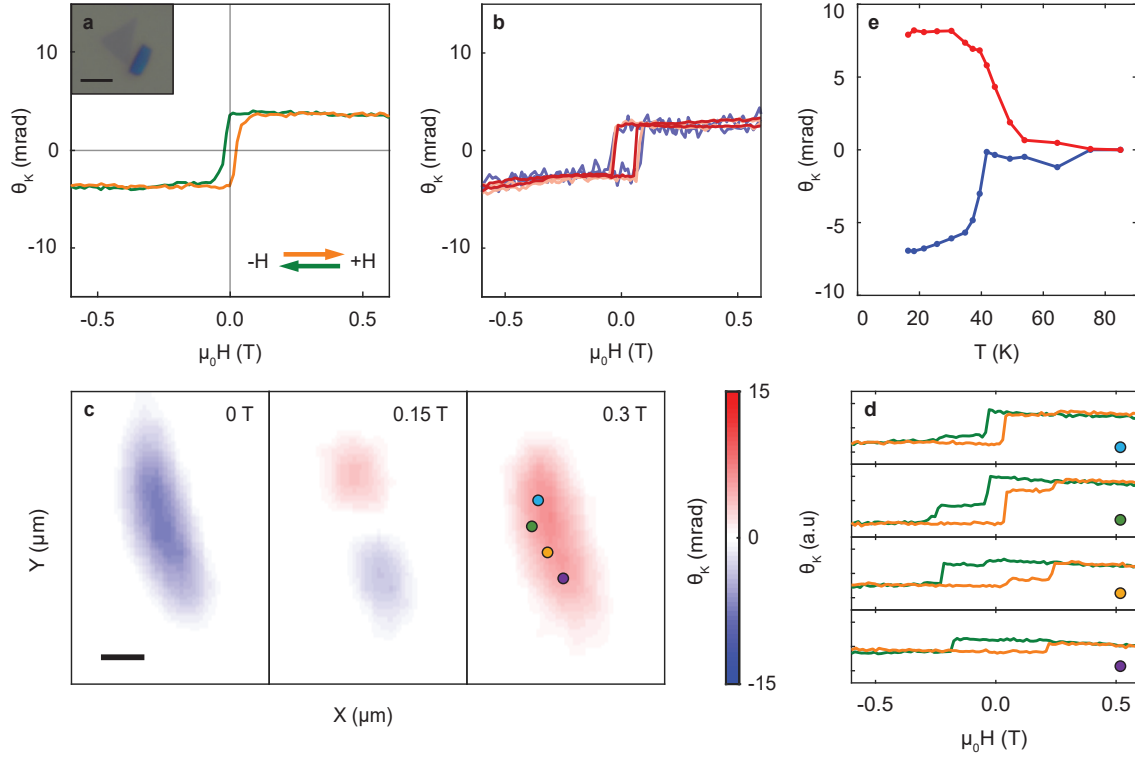 a
10
0
-10
θK (mrad)
-H
+H
-0.5
0.0
0.5
μ0H (T)
b
10
0
-10
θK (mrad)
-0.5
0.0
0.5
μ0H (T)
e
10
5
0
-5
-10
θK (mrad)
20
40
60
80
T (K)
c
0 T
0.15 T
0.3 T
Y (μm)
X (μm)
15
0
-15
θK (mrad)
d
θK (a.u)
-0.5
0.0
0.5
μ0H (T)